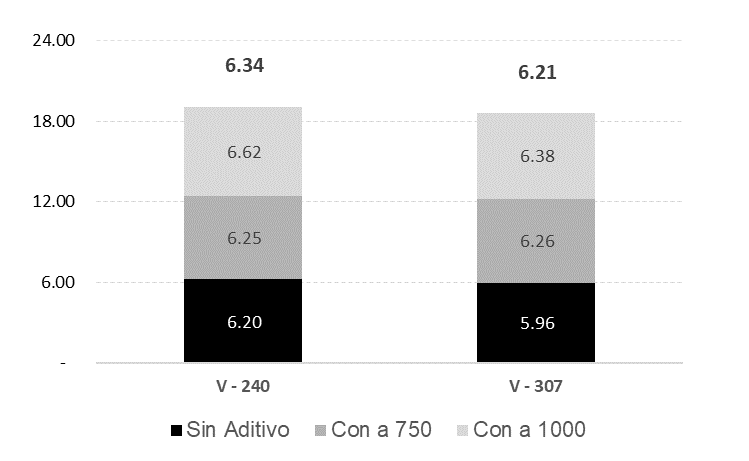 24.00
6.34
6.21
18.00
6.62
6.38
12.00
6.25
6.26
6.00
6.20
5.96
-
V - 240
V - 307
Sin Aditivo
Con a 750
Con a 1000